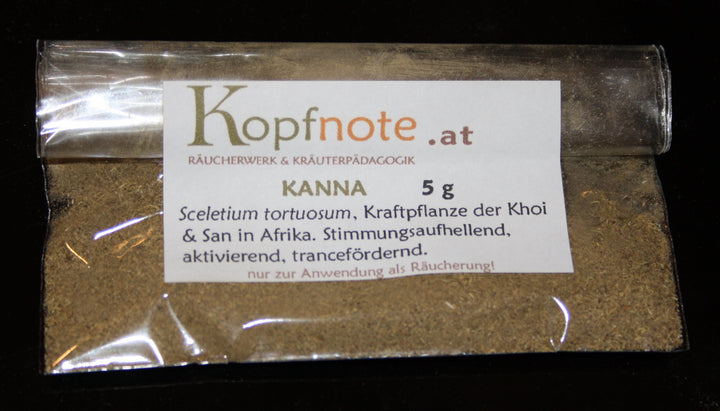 Kopfnote.at
RÄUCHERWERK & KRÄUTERPÄDAGOGIK
KANNA 5 g
Sceletium tortuosum, Kraftpflanze der Khoi
& San in Afrika. Stimmungsaufhellend,
aktivierend, trancefördernd.
nur zur Anwendung als Räucherung!